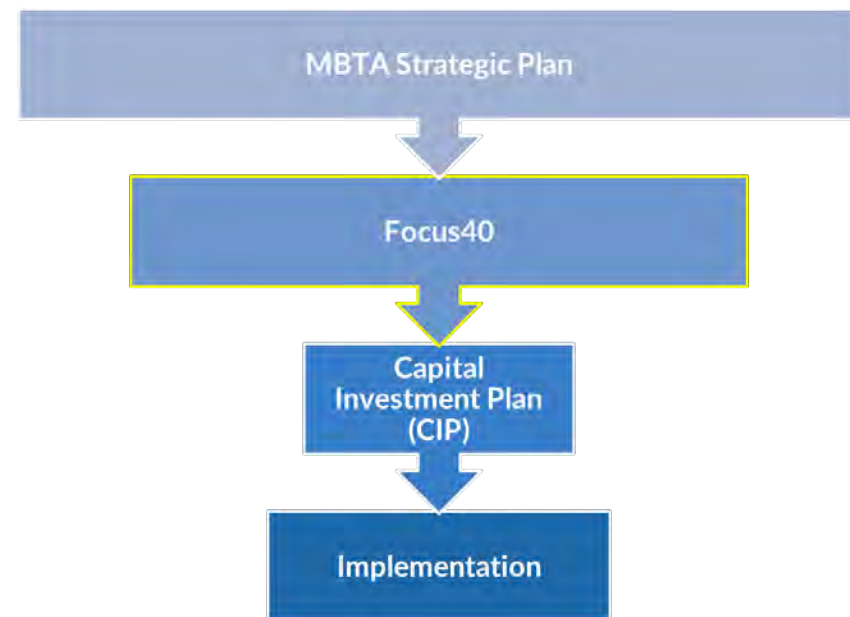 MBTA Strategic Plan
Focus40
Capital
Investment Plan
(CIP)
Implementation